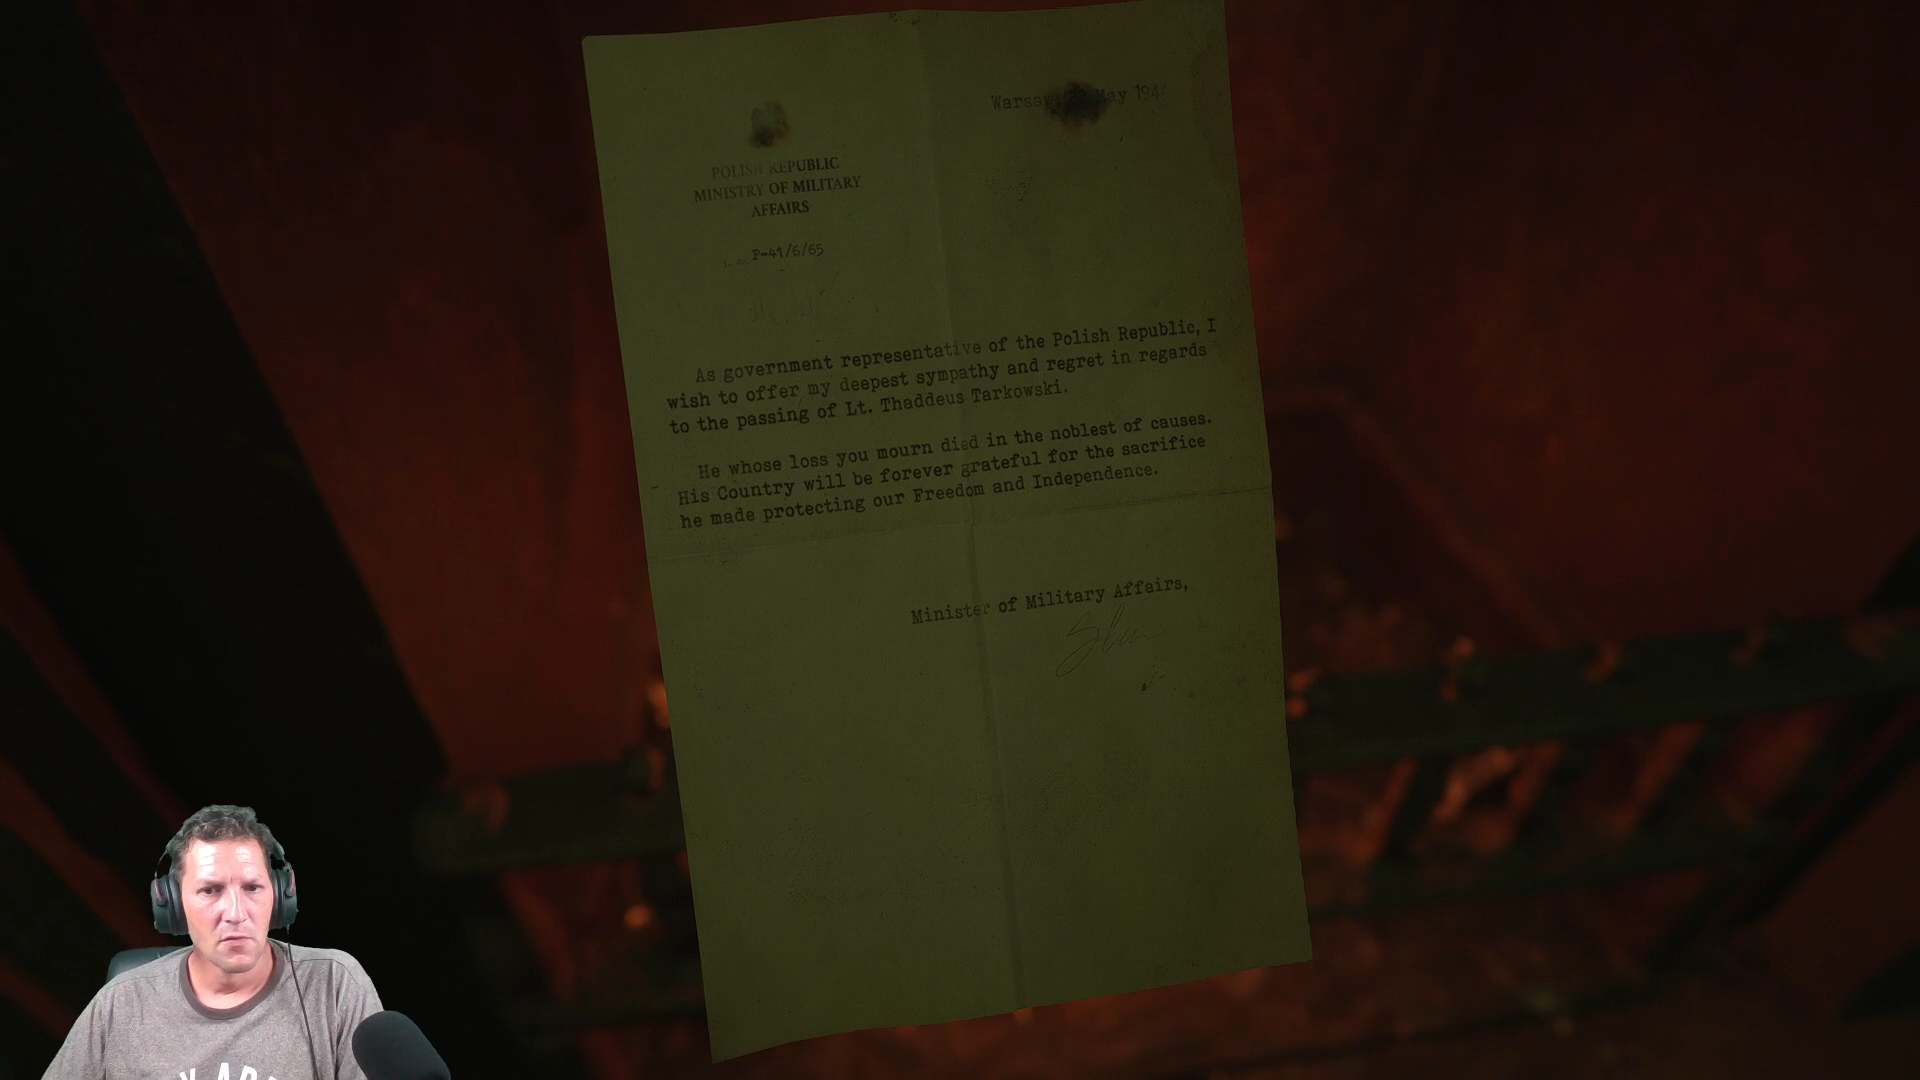 May 194
POLISH REPUBLIC
MINISTRY OF MILITARY
AFFAIRS
P-41/6/65
As government representative of the Polish Republic, I
wish to offer my deepest sympathy and regret in regards
to the passing of Lt. Thaddeus Tarkowski.
He whose loss you mourn died in the noblest of causes.
His Country will be forever grateful for the sacrifice
he made protecting our Freedom and Independence.
Minister of Military Affairs,